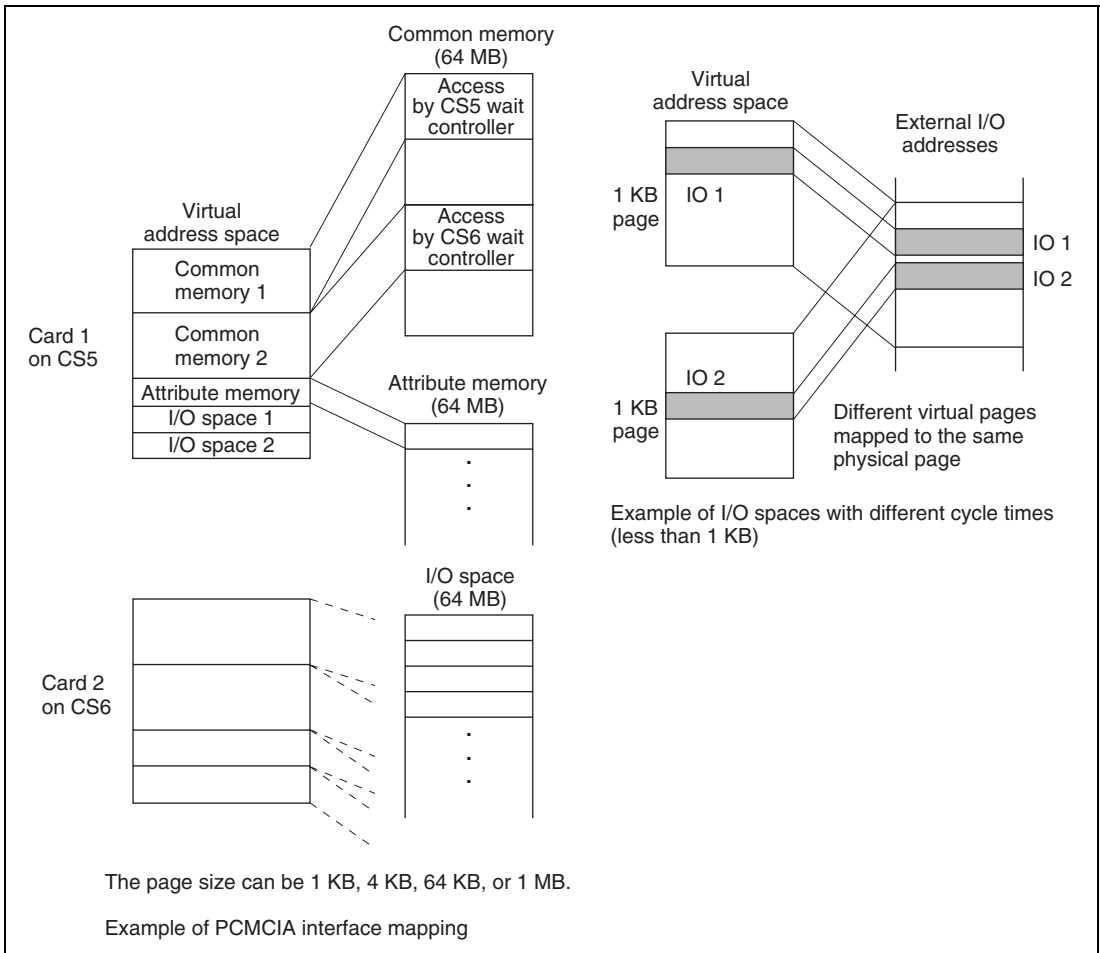 Common memory
(64 MB)
Access
by CS5 wait
controller
Access
by CS6 wait
controller
Virtual
address space
Card 1
on CS5
Common
memory 1
Common
memory 2
Attribute memory
I/O space 1
I/O space 2
Attribute memory
(64 MB)
.
.
.
I/O space
(64 MB)
.
.
.
Card 2
on CS6
The page size can be 1 KB, 4 KB, 64 KB, or 1 MB.
Example of PCMCIA interface mapping
Virtual
address space
External I/O
addresses
1 KB
page
IO 1
IO 1
IO 2
1 KB
page
IO 2
Different virtual pages
mapped to the same
physical page
Example of I/O spaces with different cycle times
(less than 1 KB)